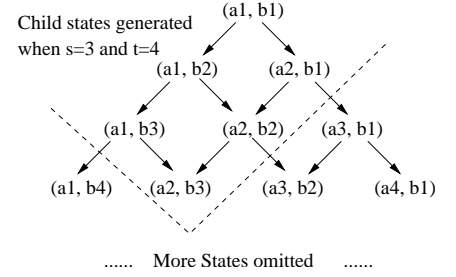 (a1, b1)
Child states generated
when s=3 and t=4
(a1, b2) (a2, b1)
(a1, b3) (a2, b2) (a3, b1)
(a1, b4) (a2, b3) (a3, b2) (a4, b1)
...... More States omitted ......